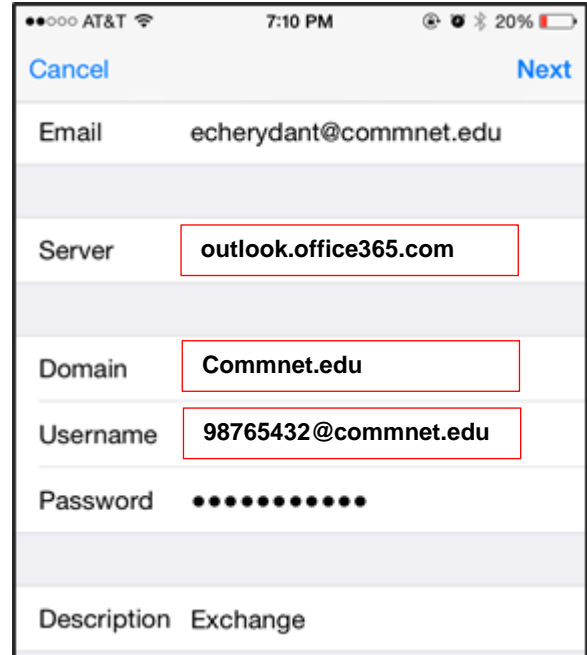 ●●○○○ AT&T 7:10 PM 20%
Cancel Next
Email echerydant@commnet.edu
Server outlook.office365.com
Domain Commnet.edu
Username 98765432@commnet.edu
Password ●●●●●●●●●●●
Description Exchange